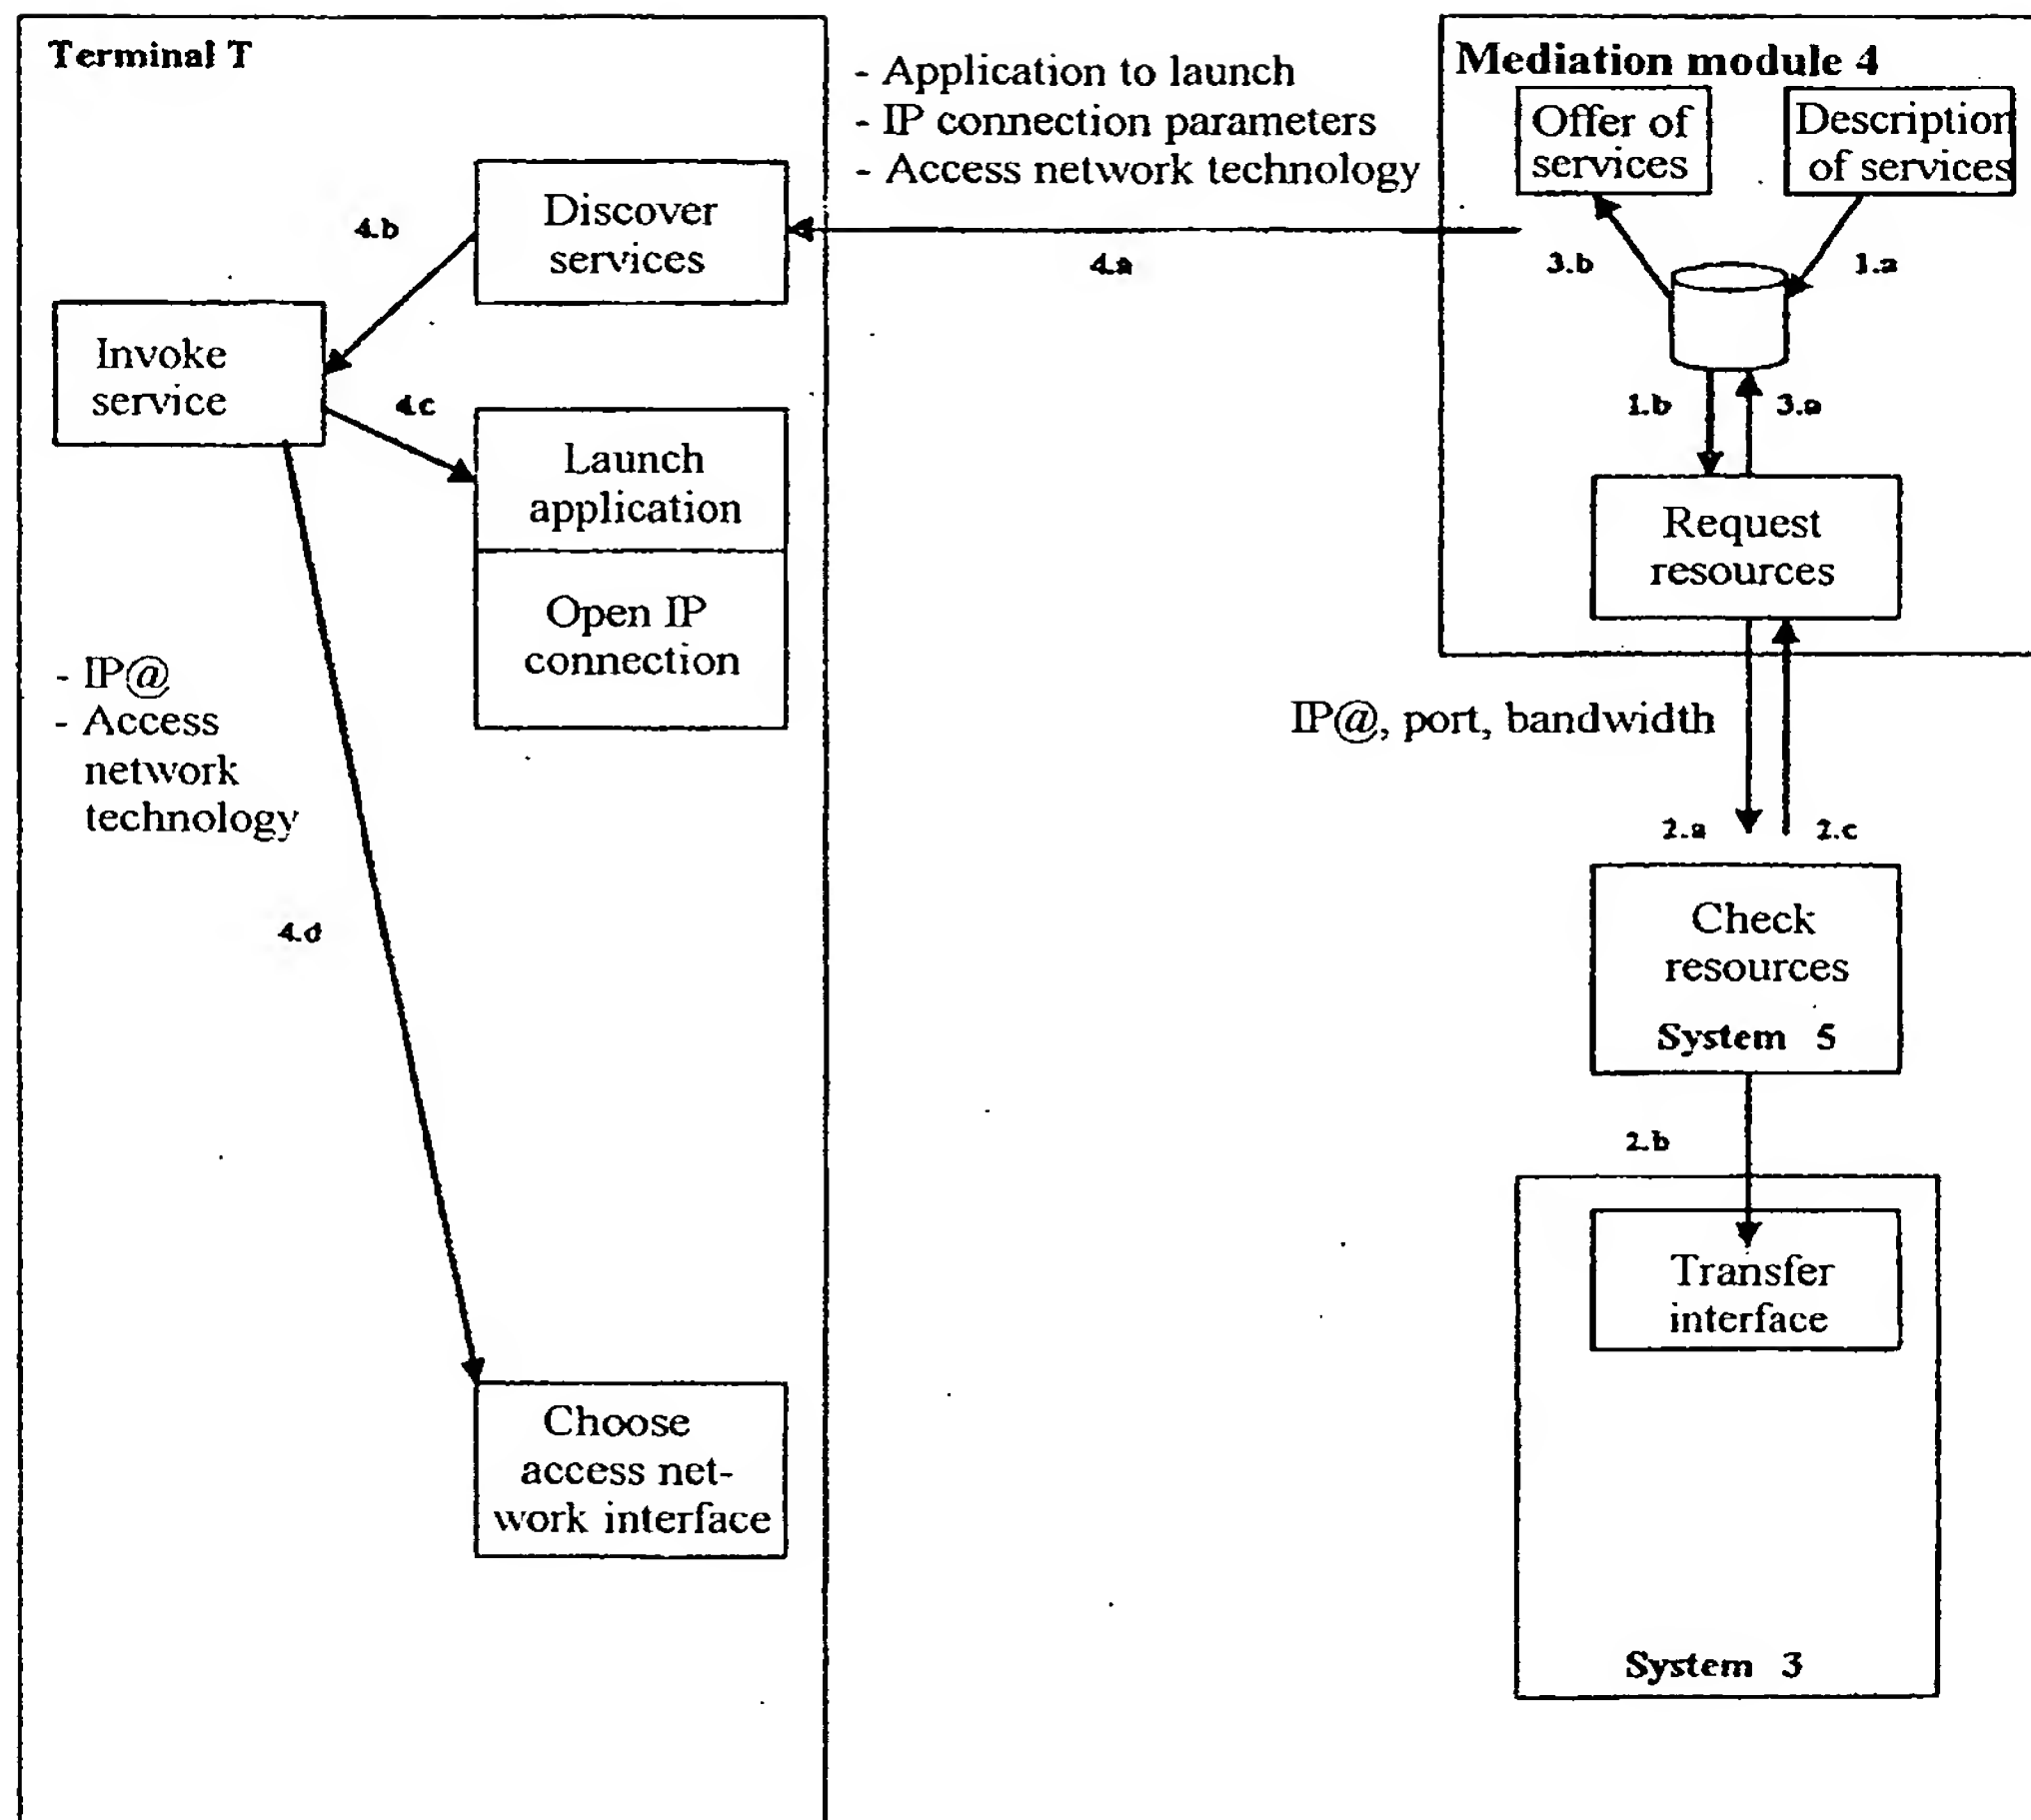 Terminal T
- Application to launch
- IP connection parameters
- Access network technology
Mediation module 4
Offer of
services
Description
of services
Discover
services
4.b
4.a
3.b
1.a
Invoke
service
4.c
1.b
3.a
Launch
application
Request
resources
Open IP
connection
- IP@
- Access
network
technology
IP@, port, bandwidth
2.a
2.c
Check
resources
System 5
4.d
2.b
Transfer
interface
Choose
access net-
work interface
System 3